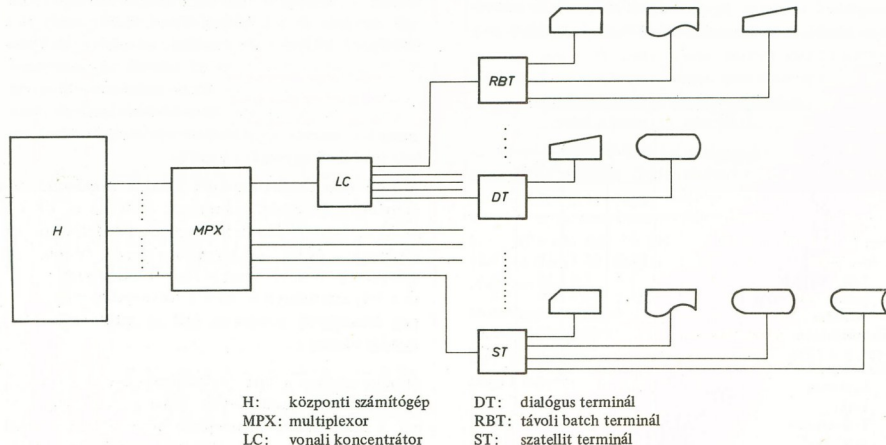 RBT
LC
DT
H
MPX
ST
H: központi számítógép
MPX: multiplexor
LC: vonali koncentrátor
DT: dialógus terminál
RBT: távoli batch terminál
ST: szatellit terminál